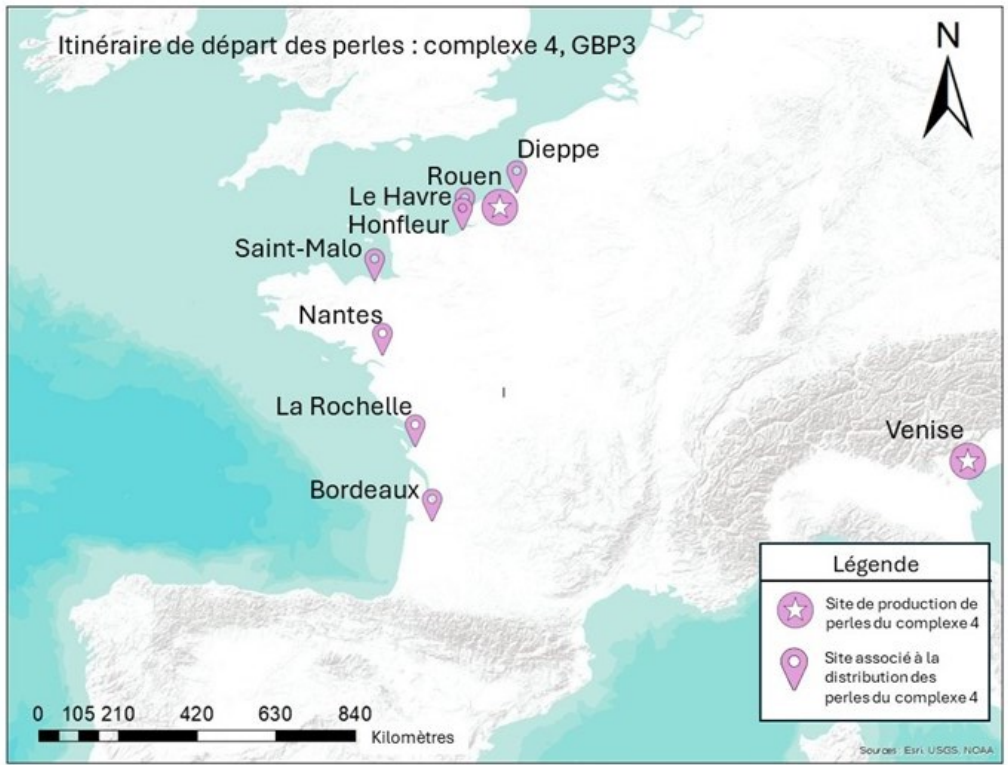 Itinéraire de départ des perles : complexe 4, GBP3
N
Dieppe
Rouen
Le Havre
Honfleur
Saint-Malo
Nantes
La Rochelle
Bordeaux
Venise
Légende
Site de production de
perles du complexe 4
Site associé à la
distribution des
perles du complexe 4
0 105 210 420 630 840
Kilomètres
Sources: Esri, USGS, NOAA